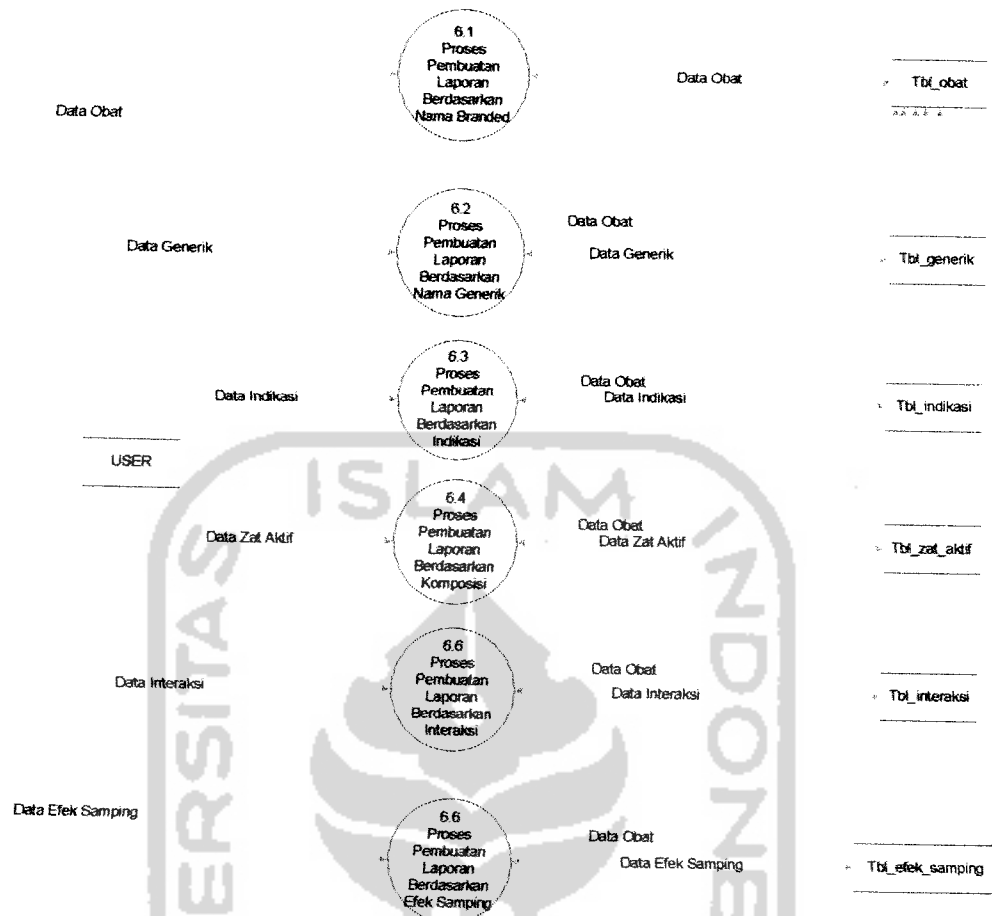 6.1
Proses
Pembuatan
Laporan
Berdasarkan
Nama Branded
Data Obat
Data Obat
Tbl_obat
6.2
Proses
Pembuatan
Laporan
Berdasarkan
Nama Generik
Data Generik
Data Obat
Data Generik
Tbl_generik
6.3
Proses
Pembuatan
Laporan
Berdasarkan
Indikasi
Data Indikasi
Data Obat
Data Indikasi
Tbl_indikasi
USER
6.4
Proses
Pembuatan
Laporan
Berdasarkan
Komposisi
Data Zat Aktif
Data Obat
Data Zat Aktif
Tbl_zat_aktif
6.6
Proses
Pembuatan
Laporan
Berdasarkan
Interaksi
Data Interaksi
Data Obat
Data Interaksi
Tbl_interaksi
6.6
Proses
Pembuatan
Laporan
Berdasarkan
Efek Samping
Data Efek Samping
Data Obat
Data Efek Samping
Tbl_efek_samping
ISLAM
INDONE
ERSITAS